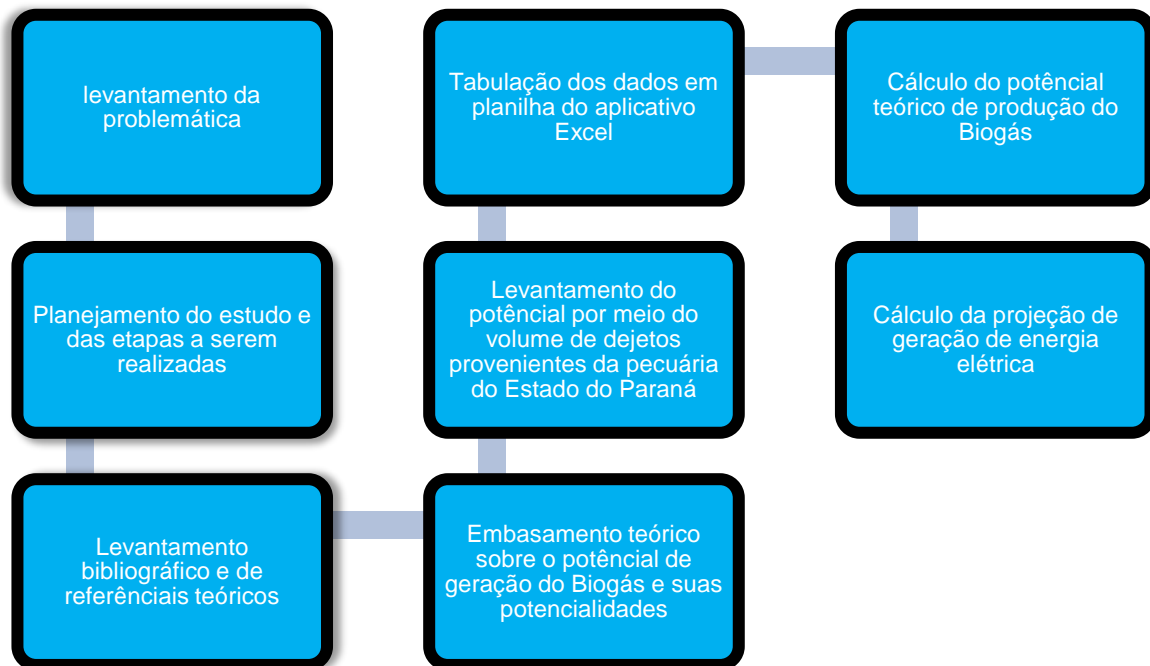 levantamento da
problemática
Planejamento do estudo e
das etapas a serem
realizadas
Levantamento
bibliográfico e de
referênciais teóricos
Embasamento teórico
sobre o potêncial de
geração do Biogás e suas
potencialidades
Levantamento do
potêncial por meio do
volume de dejetos
provenientes da pecuária
do Estado do Paraná
Tabulação dos dados em
planilha do aplicativo
Excel
Cálculo do potêncial
teórico de produção do
Biogás
Cálculo da projeção de
geração de energia
elétrica